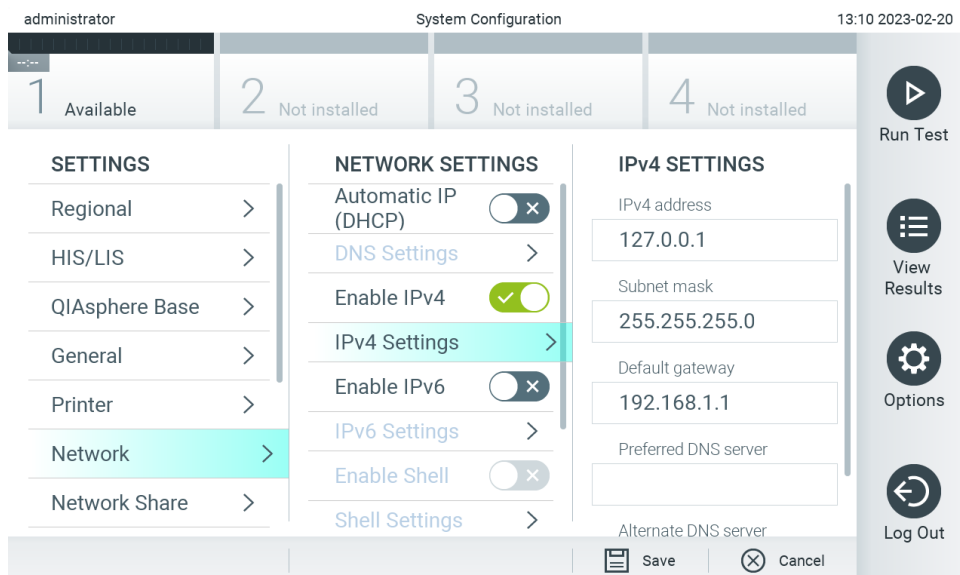 administrator
System Configuration
13:10 2023-02-20
--:--
1 Available
2 Not installed
3 Not installed
4 Not installed
Run Test
View
Results
Options
Log Out
SETTINGS
Regional
HIS/LIS
QIAsphere Base
General
Printer
Network
Network Share
NETWORK SETTINGS
Automatic IP
(DHCP)
DNS Settings
Enable IPv4
IPv4 Settings
Enable IPv6
IPv6 Settings
Enable Shell
Shell Settings
IPv4 SETTINGS
IPv4 address
127.0.0.1
Subnet mask
255.255.255.0
Default gateway
192.168.1.1
Preferred DNS server
Alternate DNS server
Save
Cancel